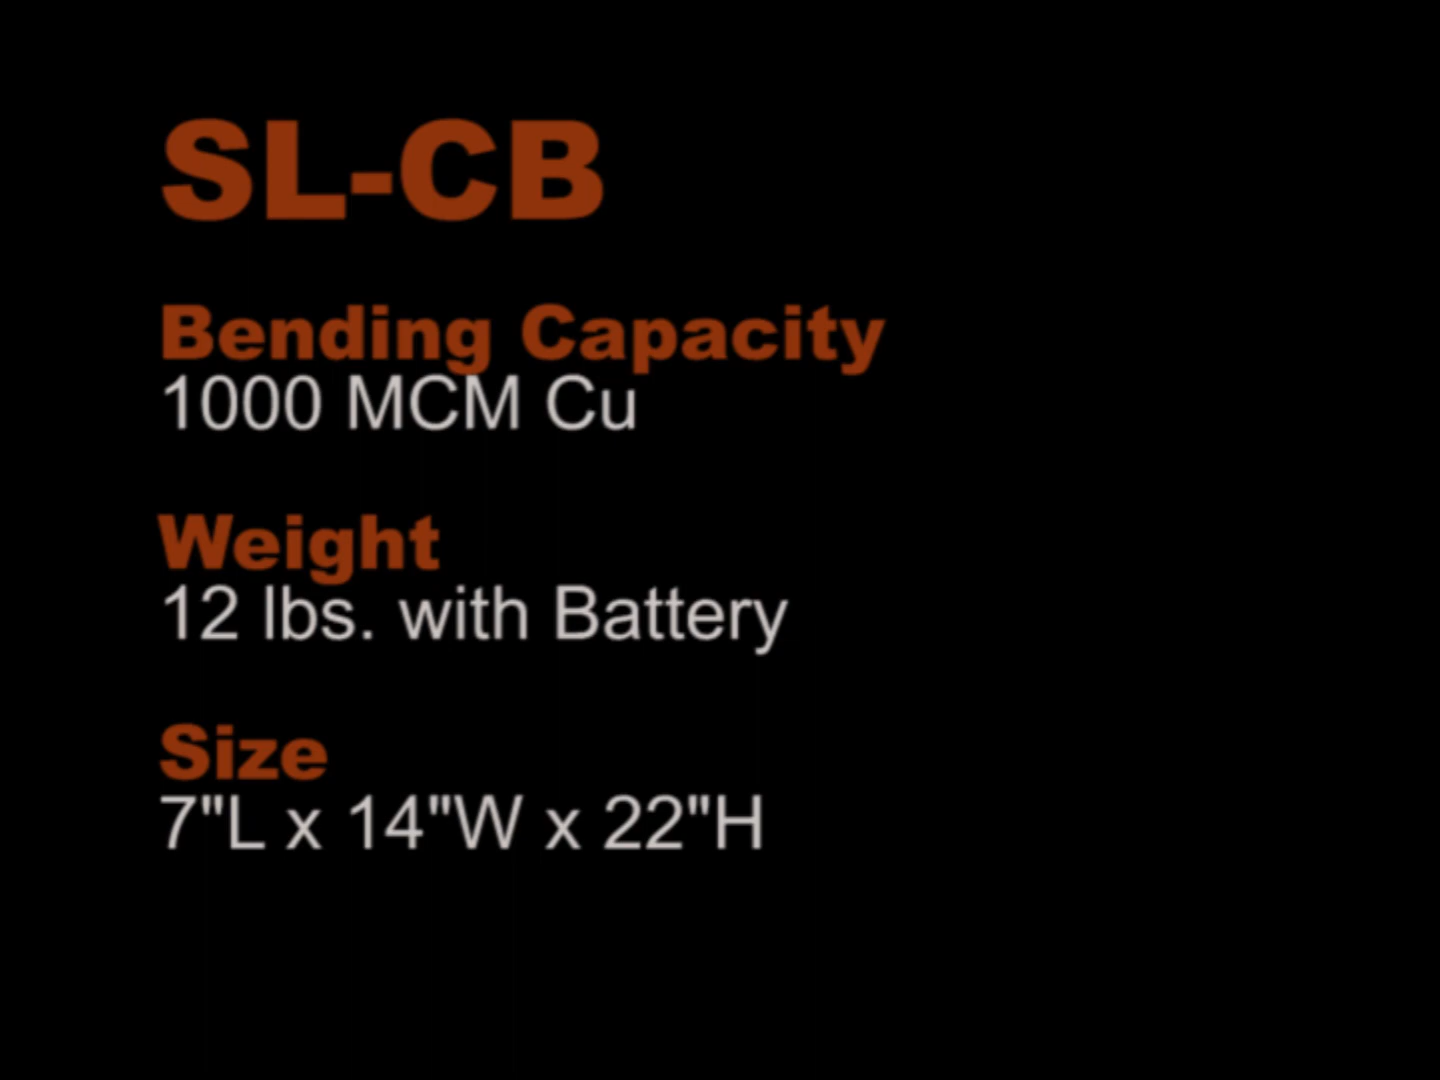 SL-CB
Bending Capacity
1000 MCM Cu
Weight
12 lbs. with Battery
Size
7"L x 14"W x 22"H